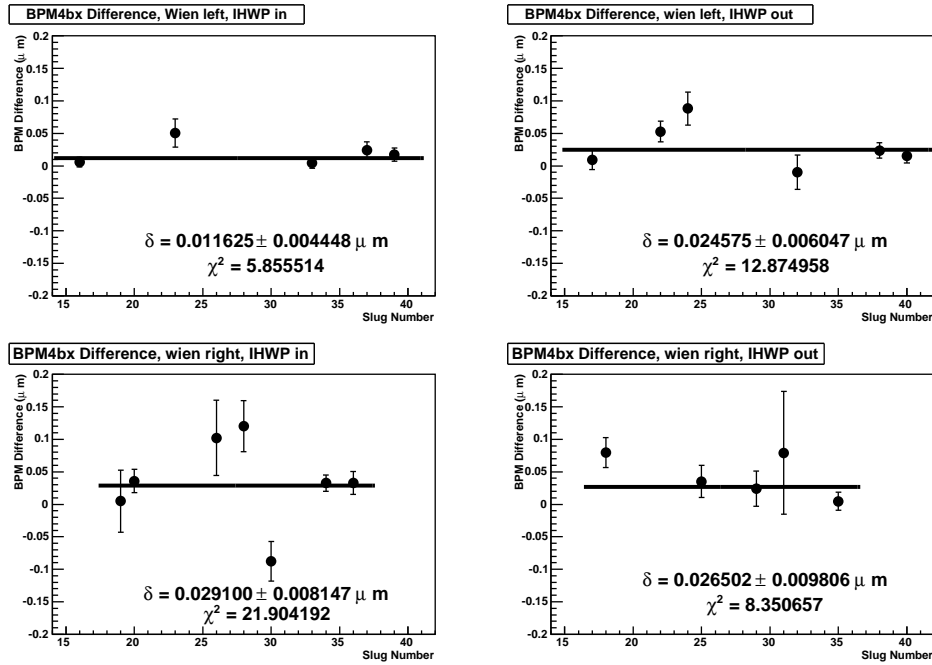 BPM4bx Difference, Wien left, IHWP in
BPM Difference (μ m)
0.2
0.15
0.1
0.05
0
-0.05
-0.1
-0.15
-0.2
δ = 0.011625 ± 0.004448 μ m
χ² = 5.855514
15 20 25 30 35 40
Slug Number
BPM4bx Difference, wien left, IHWP out
BPM Difference (μ m)
0.2
0.15
0.1
0.05
0
-0.05
-0.1
-0.15
-0.2
δ = 0.024575 ± 0.006047 μ m
χ² = 12.874958
15 20 25 30 35 40
Slug Number
BPM4bx Difference, wien right, IHWP in
BPM Difference (μ m)
0.2
0.15
0.1
0.05
0
-0.05
-0.1
-0.15
-0.2
δ = 0.029100 ± 0.008147 μ m
χ² = 21.904192
15 20 25 30 35 40
Slug Number
BPM4bx Difference, wien right, IHWP out
BPM Difference (μ m)
0.2
0.15
0.1
0.05
0
-0.05
-0.1
-0.15
-0.2
δ = 0.026502 ± 0.009806 μ m
χ² = 8.350657
15 20 25 30 35 40
Slug Number